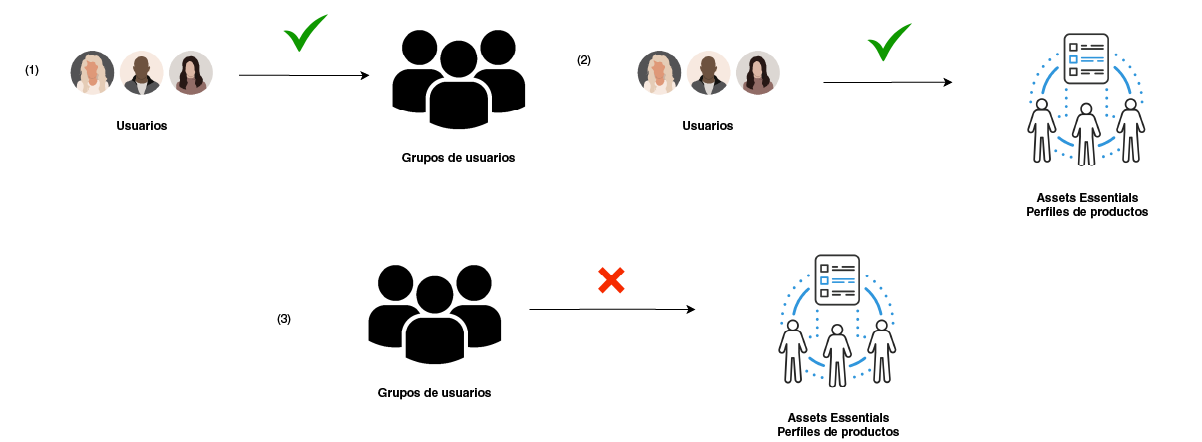 (1)
Usuarios
Grupos de usuarios
(2)
Usuarios
Assets Essentials
Perfiles de productos
(3)
Grupos de usuarios
Assets Essentials
Perfiles de productos